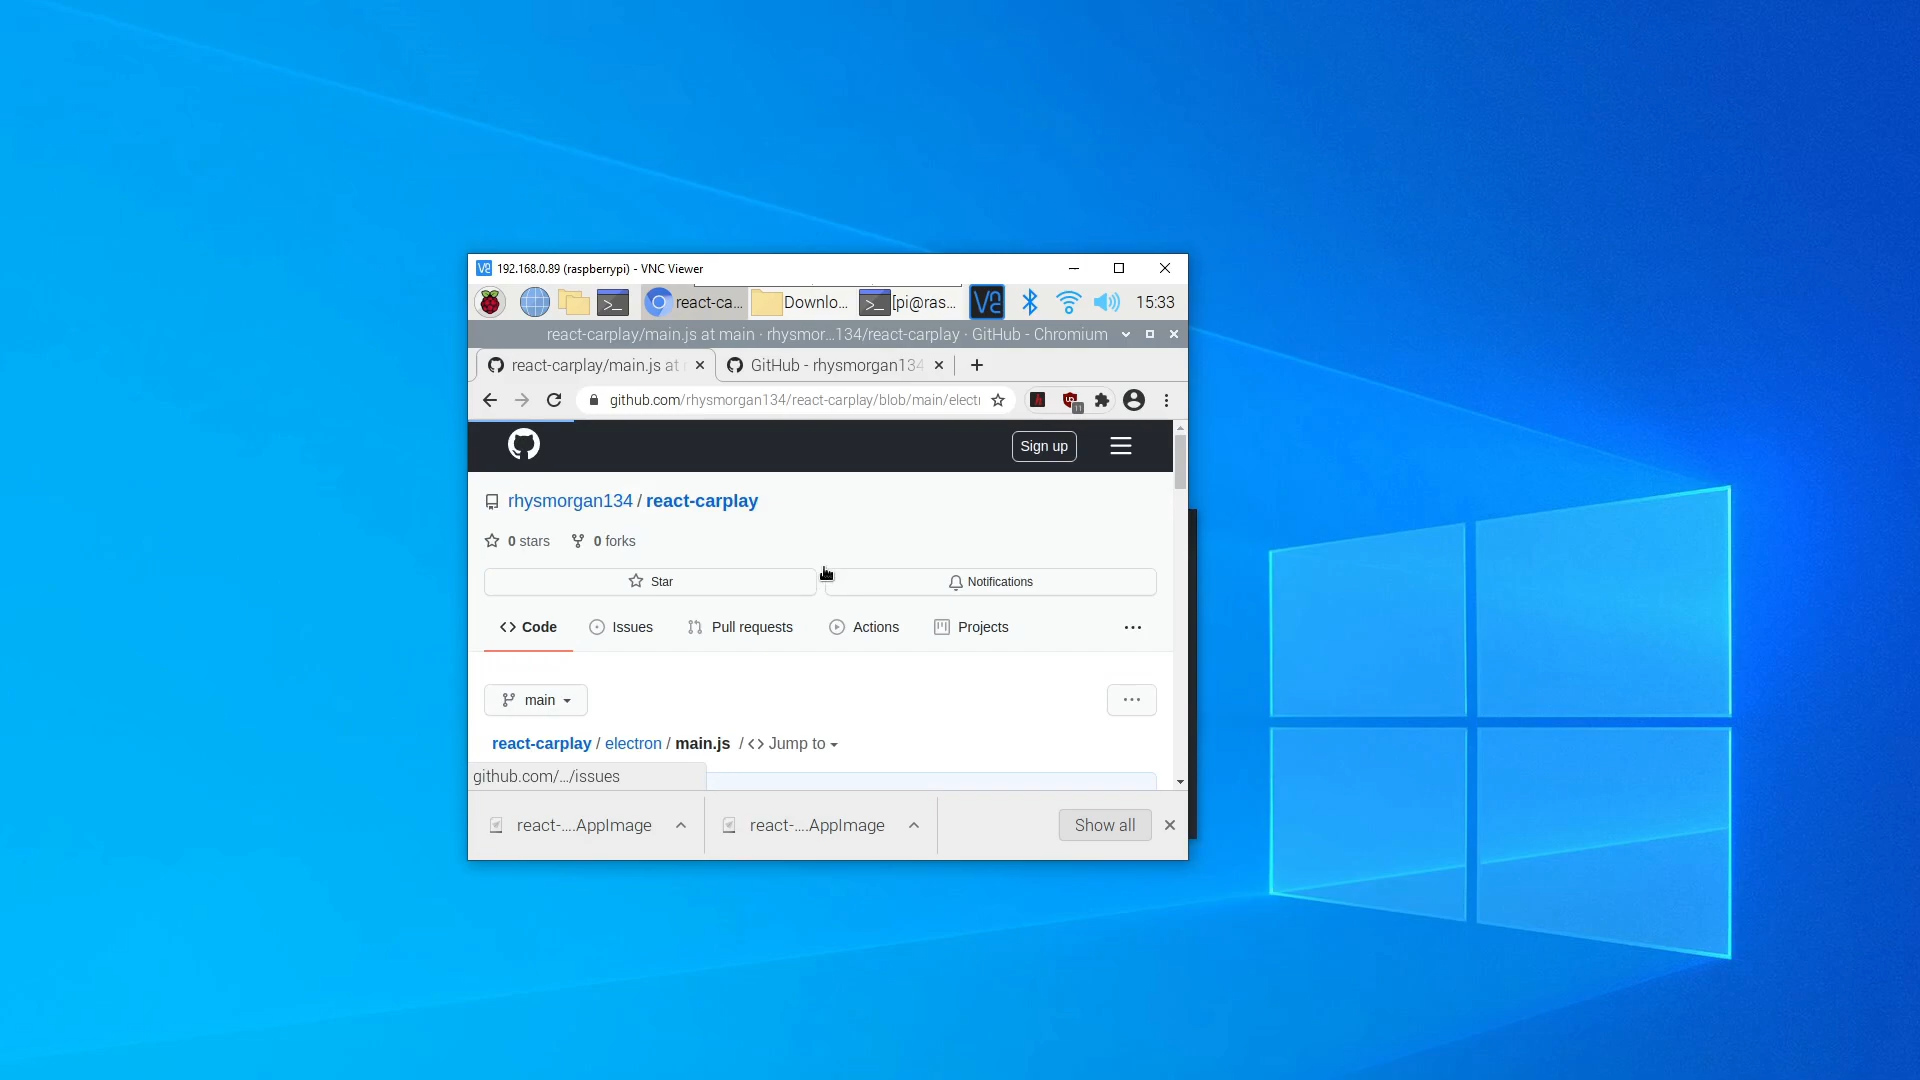 192.168.0.89 (raspberrypi) - VNC Viewer
react-ca... Downlo... [pi@ras... 15:33
react-carplay/main.js at main · rhysmor...134/react-carplay · GitHub - Chromium
react-carplay/main.js at GitHub - rhysmorgan134
github.com/rhysmorgan134/react-carplay/blob/main/elect
Sign up
rhysmorgan134 / react-carplay
0 stars 0 forks
Star Notifications
Code Issues Pull requests Actions Projects
main
react-carplay / electron / main.js / <> Jump to
github.com/.../issues
react-....AppImage react-....AppImage Show all